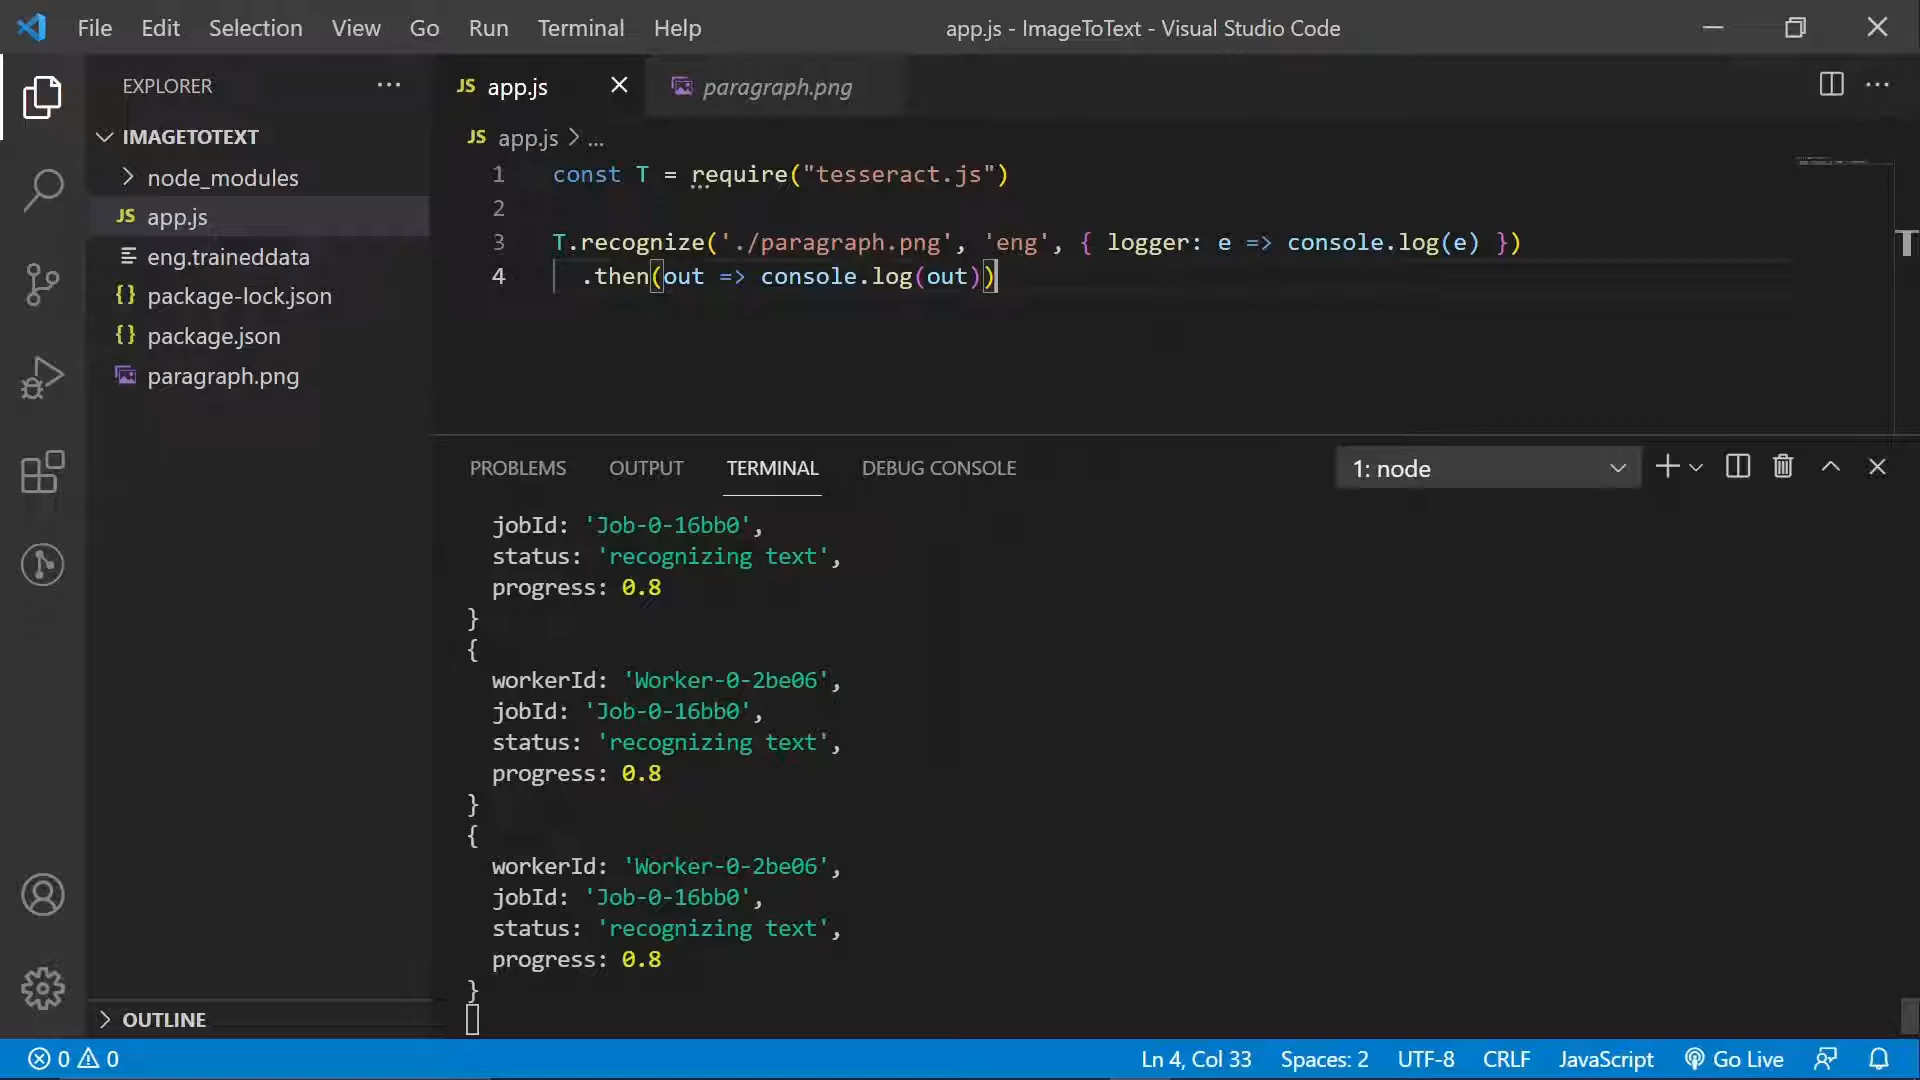 File Edit Selection View Go Run Terminal Help
app.js - ImageToText - Visual Studio Code
EXPLORER
IMAGETOTEXT
node_modules
JS app.js
eng.traineddata
{} package-lock.json
{} package.json
paragraph.png
OUTLINE
JS app.js
paragraph.png
JS app.js > ...
1 const T = require("tesseract.js")
2
3 T.recognize('./paragraph.png', 'eng', { logger: e => console.log(e) })
4 .then(out => console.log(out))
PROBLEMS OUTPUT TERMINAL DEBUG CONSOLE
1: node
jobId: 'Job-0-16bb0',
status: 'recognizing text',
progress: 0.8
}
{
workerId: 'Worker-0-2be06',
jobId: 'Job-0-16bb0',
status: 'recognizing text',
progress: 0.8
}
{
workerId: 'Worker-0-2be06',
jobId: 'Job-0-16bb0',
status: 'recognizing text',
progress: 0.8
}
0 0
Ln 4, Col 33 Spaces: 2 UTF-8 CRLF JavaScript Go Live